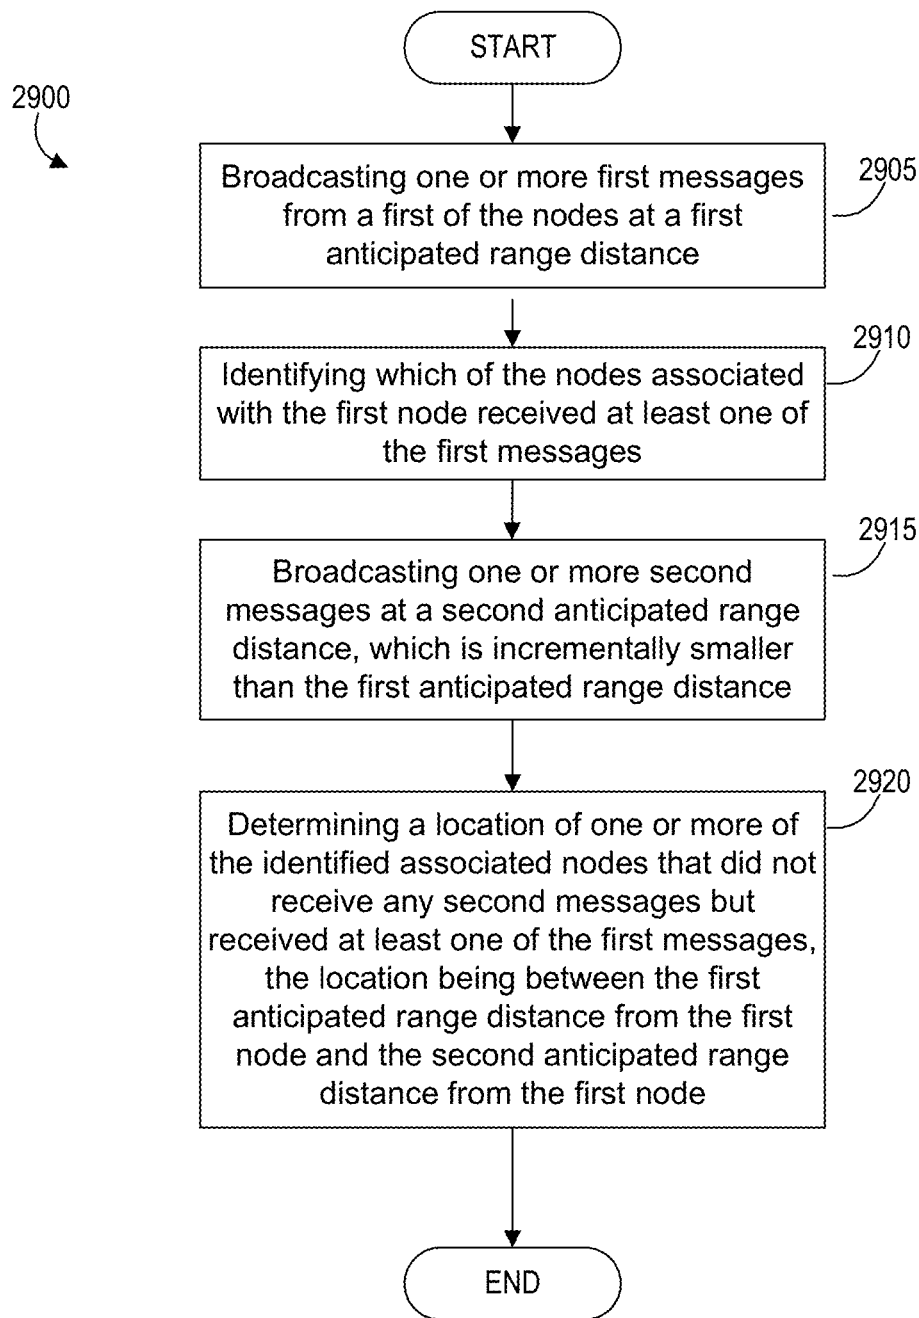 START
2900
Broadcasting one or more first messages
from a first of the nodes at a first
anticipated range distance
2905
Identifying which of the nodes associated
with the first node received at least one of
the first messages
2910
Broadcasting one or more second
messages at a second anticipated range
distance, which is incrementally smaller
than the first anticipated range distance
2915
Determining a location of one or more of
the identified associated nodes that did not
receive any second messages but
received at least one of the first messages,
the location being between the first
anticipated range distance from the first
node and the second anticipated range
distance from the first node
2920
END